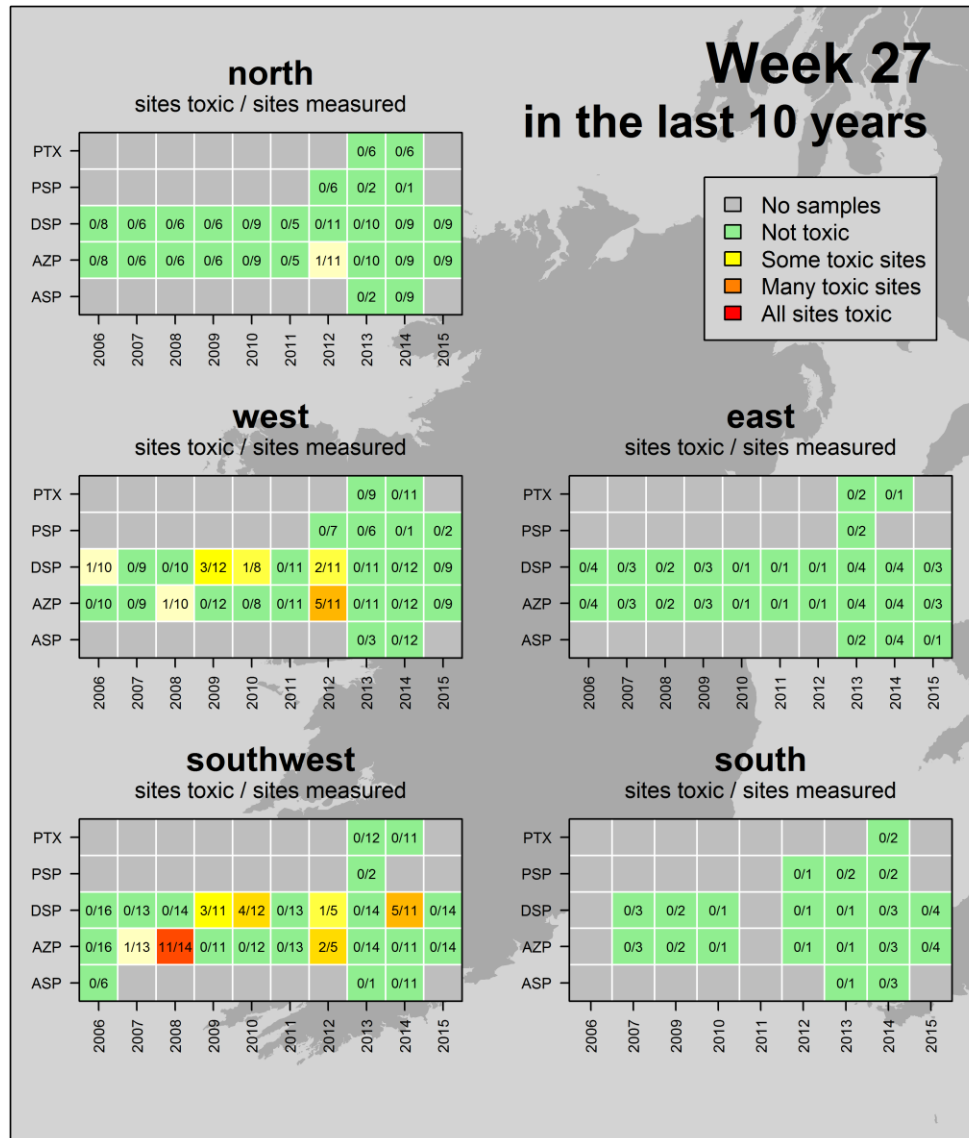 Week 27
in the last 10 years
north
sites toxic / sites measured
PTX 0/6 0/6
PSP 0/6 0/2 0/1
DSP 0/8 0/6 0/6 0/6 0/9 0/5 0/11 0/10 0/9 0/9
AZP 0/8 0/6 0/6 0/6 0/9 0/5 1/11 0/10 0/9 0/9
ASP 0/2 0/9
2006 2007 2008 2009 2010 2011 2012 2013 2014 2015
No samples
Not toxic
Some toxic sites
Many toxic sites
All sites toxic
west
sites toxic / sites measured
PTX 0/9 0/11
PSP 0/7 0/6 0/1 0/2
DSP 1/10 0/9 0/10 3/12 1/8 0/11 2/11 0/11 0/12 0/9
AZP 0/10 0/9 1/10 0/12 0/8 0/11 5/11 0/11 0/12 0/9
ASP 0/3 0/12
2006 2007 2008 2009 2010 2011 2012 2013 2014 2015
east
sites toxic / sites measured
PTX 0/2 0/1
PSP 0/2
DSP 0/4 0/3 0/2 0/3 0/1 0/1 0/1 0/4 0/4 0/3
AZP 0/4 0/3 0/2 0/3 0/1 0/1 0/1 0/4 0/4 0/3
ASP 0/2 0/4 0/1
2006 2007 2008 2009 2010 2011 2012 2013 2014 2015
southwest
sites toxic / sites measured
PTX 0/12 0/11
PSP 0/2
DSP 0/16 0/13 0/14 3/11 4/12 0/13 1/5 0/14 5/11 0/14
AZP 0/16 1/13 11/14 0/11 0/12 0/13 2/5 0/14 0/11 0/14
ASP 0/6 0/1 0/11
2006 2007 2008 2009 2010 2011 2012 2013 2014 2015
south
sites toxic / sites measured
PTX 0/2
PSP 0/1 0/2 0/2
DSP 0/3 0/2 0/1 0/1 0/1 0/3 0/4
AZP 0/3 0/2 0/1 0/1 0/1 0/3 0/4
ASP 0/1 0/3
2006 2007 2009 2010 2011 2012 2013 2014 2015